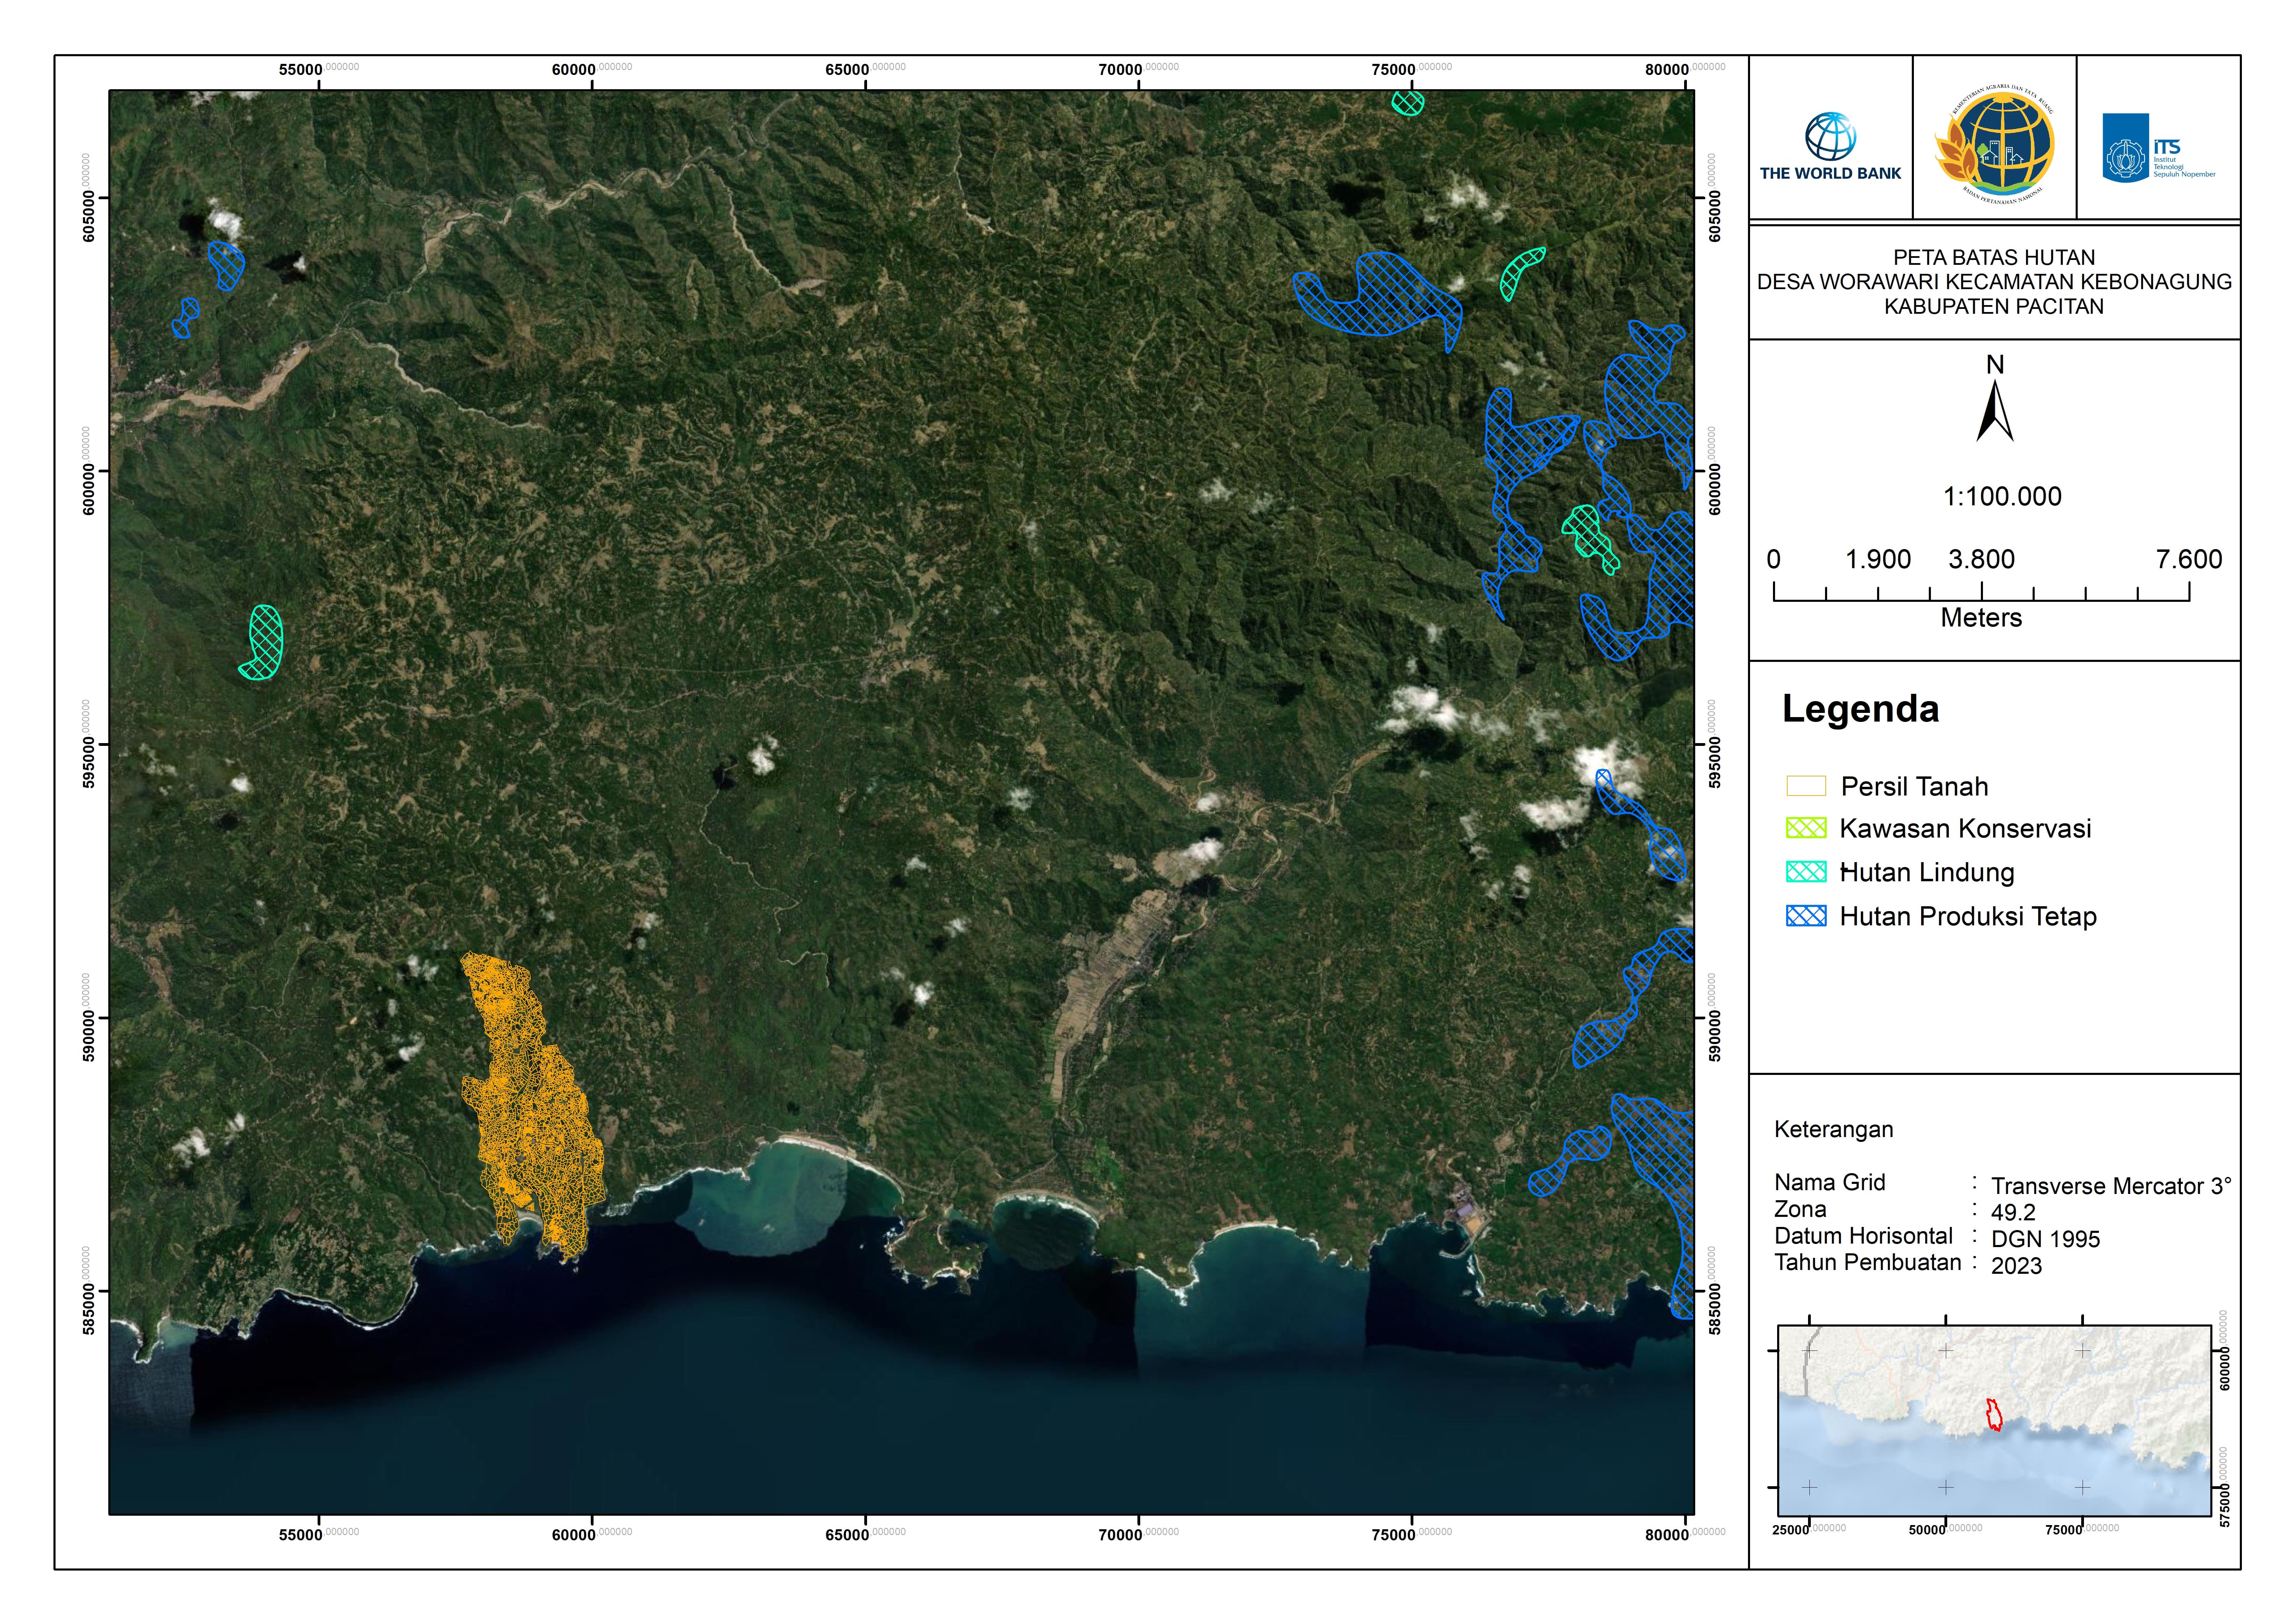 55000.000000 60000.000000 65000.000000 70000.000000 75000.000000 80000.000000
605000.000000
600000.000000
595000.000000
590000.000000
585000.000000
605000.000000
600000.000000
595000.000000
590000.000000
585000.000000
55000.000000 60000.000000 65000.000000 70000.000000 75000.000000 80000.000000
THE WORLD BANK
KEMENTERIAN AGRARIA DAN TATA RUANG
BADAN PERTANAHAN NASIONAL
iTS
Institut
Teknologi
Sepuluh Nopember
PETA BATAS HUTAN
DESA WORAWARI KECAMATAN KEBONAGUNG
KABUPATEN PACITAN
N
1:100.000
0 1.900 3.800 7.600
Meters
Legenda
Persil Tanah
Kawasan Konservasi
Hutan Lindung
Hutan Produksi Tetap
Keterangan
Nama Grid : Transverse Mercator 3°
Zona : 49.2
Datum Horisontal : DGN 1995
Tahun Pembuatan : 2023
600000.000000
575000.000000
25000.000000 50000.000000 75000.000000